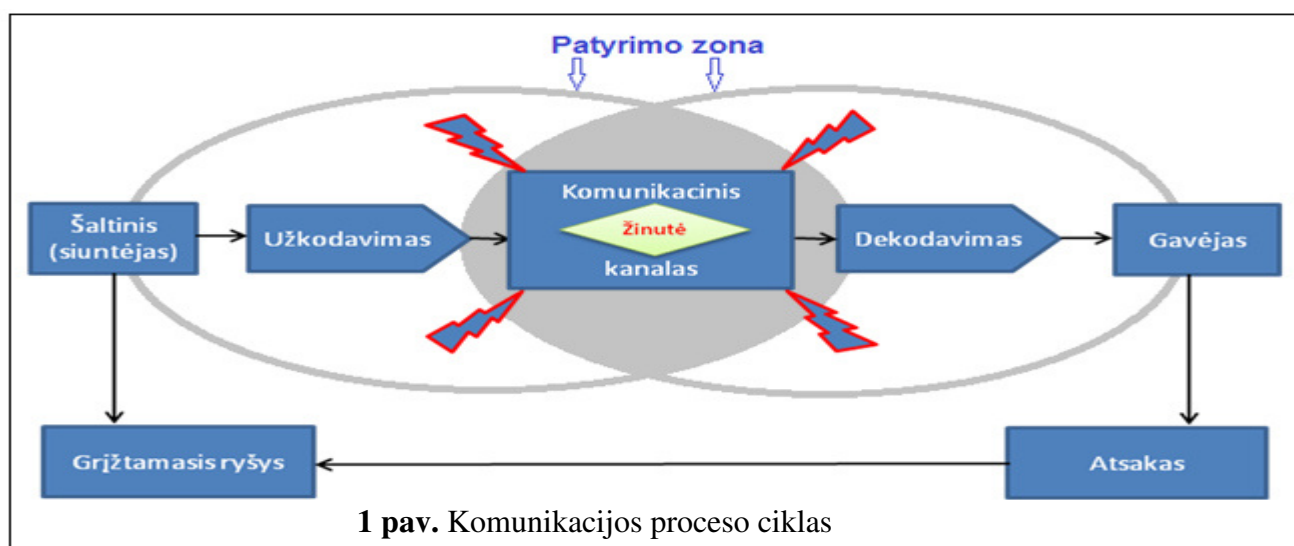 Patyrimo zona
Šaltinis
(siuntėjas)
Užkodavimas
Komunikacinis
Žinutė
kanalas
Dekodavimas
Gavėjas
Grįžtamasis ryšys
Atsakas
1 pav. Komunikacijos proceso ciklas